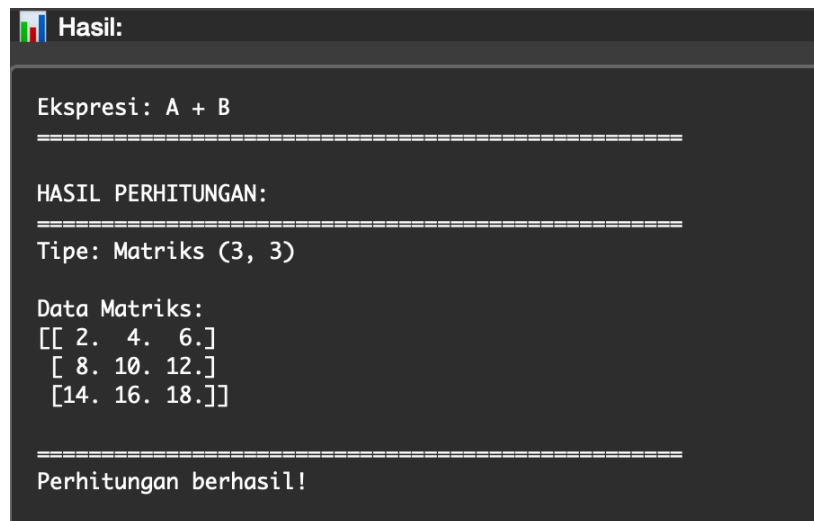 Hasil:
Ekspresi: A + B
==================================================
HASIL PERHITUNGAN:
==================================================
Tipe: Matriks (3, 3)
Data Matriks:
[[ 2.  4.  6.]
 [ 8. 10. 12.]
 [14. 16. 18.]]
==================================================
Perhitungan berhasil!